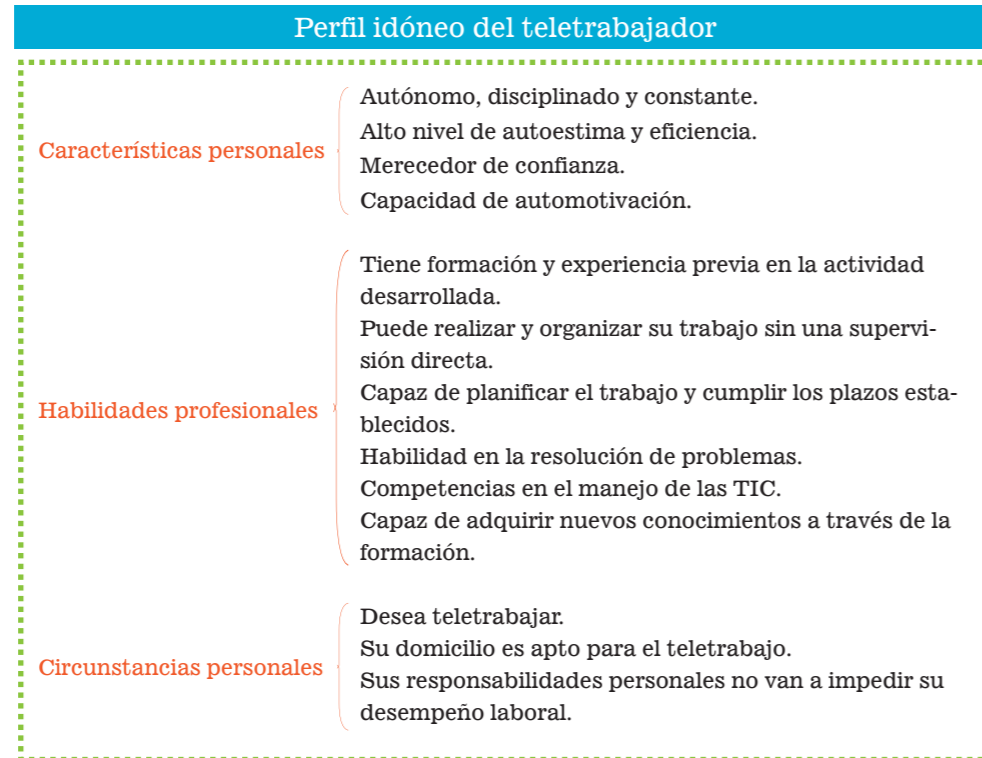 Perfil idóneo del teletrabajador
Características personales
Autónomo, disciplinado y constante.
Alto nivel de autoestima y eficiencia.
Merecedor de confianza.
Capacidad de automotivación.
Habilidades profesionales
Tiene formación y experiencia previa en la actividad
desarrollada.
Puede realizar y organizar su trabajo sin una supervi-
sión directa.
Capaz de planificar el trabajo y cumplir los plazos esta-
blecidos.
Habilidad en la resolución de problemas.
Competencias en el manejo de las TIC.
Capaz de adquirir nuevos conocimientos a través de la
formación.
Circunstancias personales
Desea teletrabajar.
Su domicilio es apto para el teletrabajo.
Sus responsabilidades personales no van a impedir su
desempeño laboral.